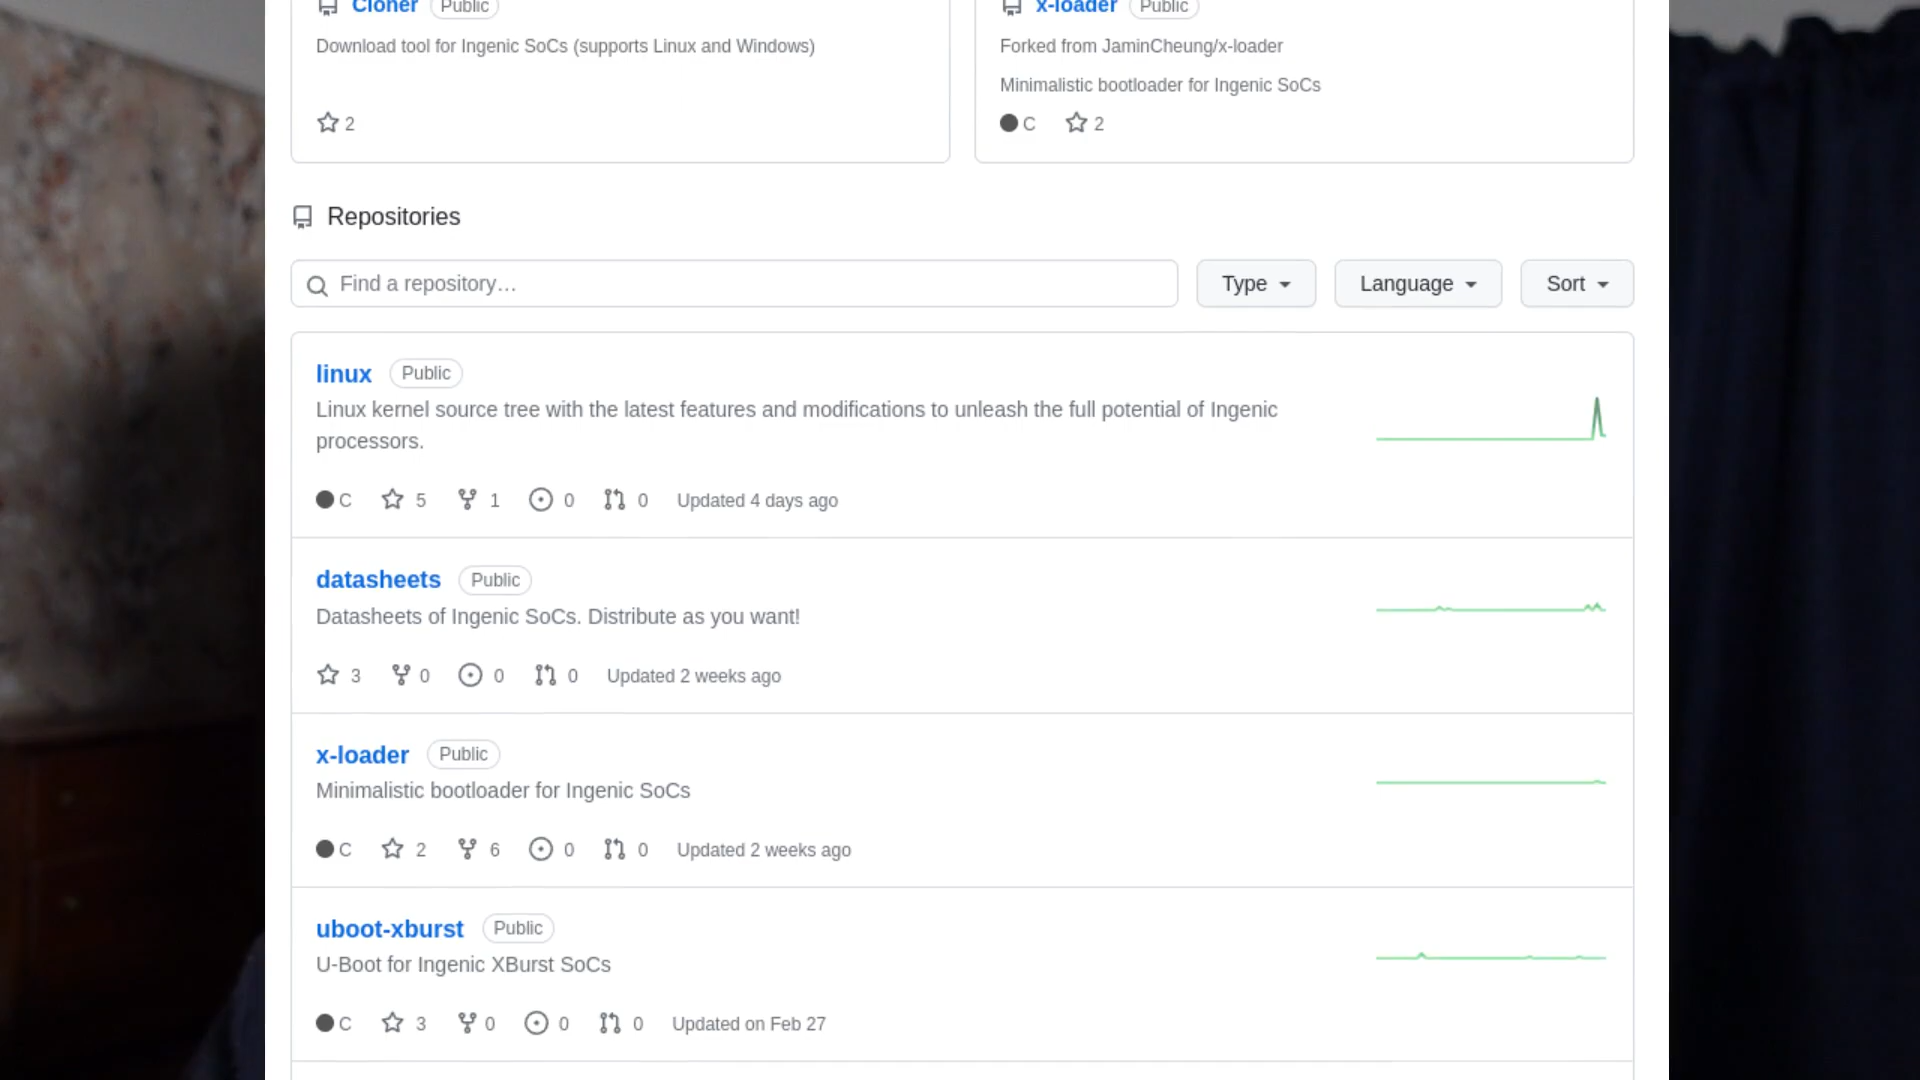 Cloner Public
Download tool for Ingenic SoCs (supports Linux and Windows)
2
x-loader Public
Forked from JaminCheung/x-loader
Minimalistic bootloader for Ingenic SoCs
C 2
Repositories
Find a repository…
Type
Language
Sort
linux Public
Linux kernel source tree with the latest features and modifications to unleash the full potential of Ingenic
processors.
C 5 1 0 0 Updated 4 days ago
datasheets Public
Datasheets of Ingenic SoCs. Distribute as you want!
3 0 0 0 Updated 2 weeks ago
x-loader Public
Minimalistic bootloader for Ingenic SoCs
C 2 6 0 0 Updated 2 weeks ago
uboot-xburst Public
U-Boot for Ingenic XBurst SoCs
C 3 0 0 0 Updated on Feb 27